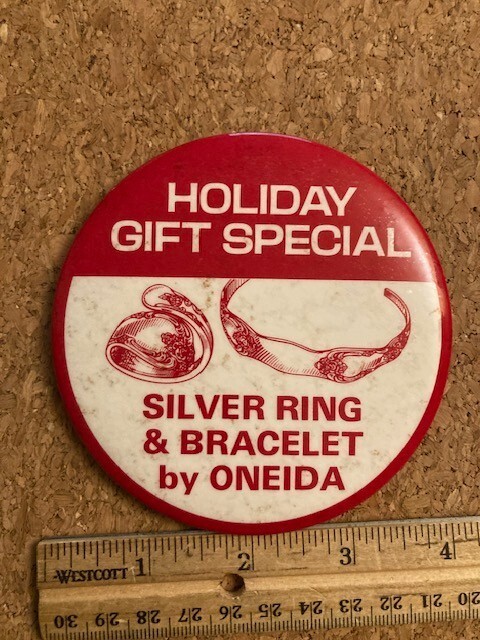 HOLIDAY
GIFT SPECIAL
SILVER RING
& BRACELET
by ONEIDA
WESTCOTT 1 2 3 4
30 29 28 27 26 25 24 23 22 21 20